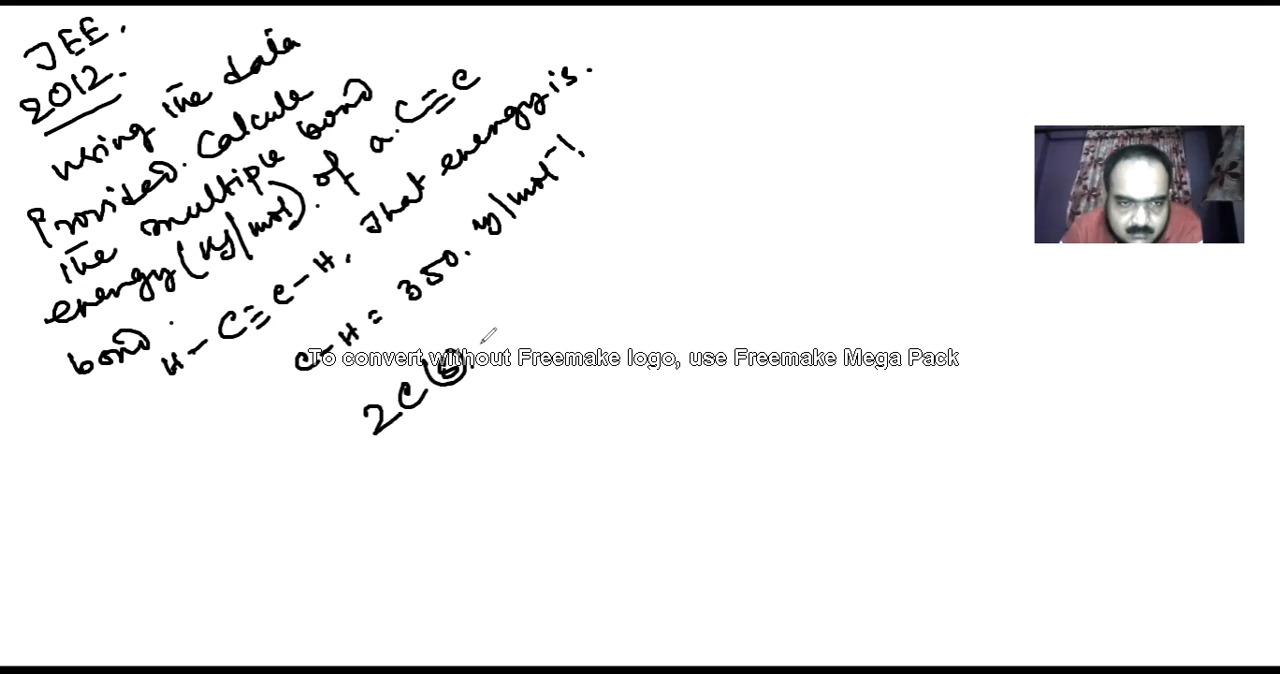 JEE.
2012.
using the data
Provided. Calcule
the multiple bond
energy (KJ/mol). of a. C≡C
bond. H-C≡C-H, That energy is.
C-H = 350. KJ/mol⁻¹.
2C(s).
To convert without Freemake logo, use Freemake Mega Pack